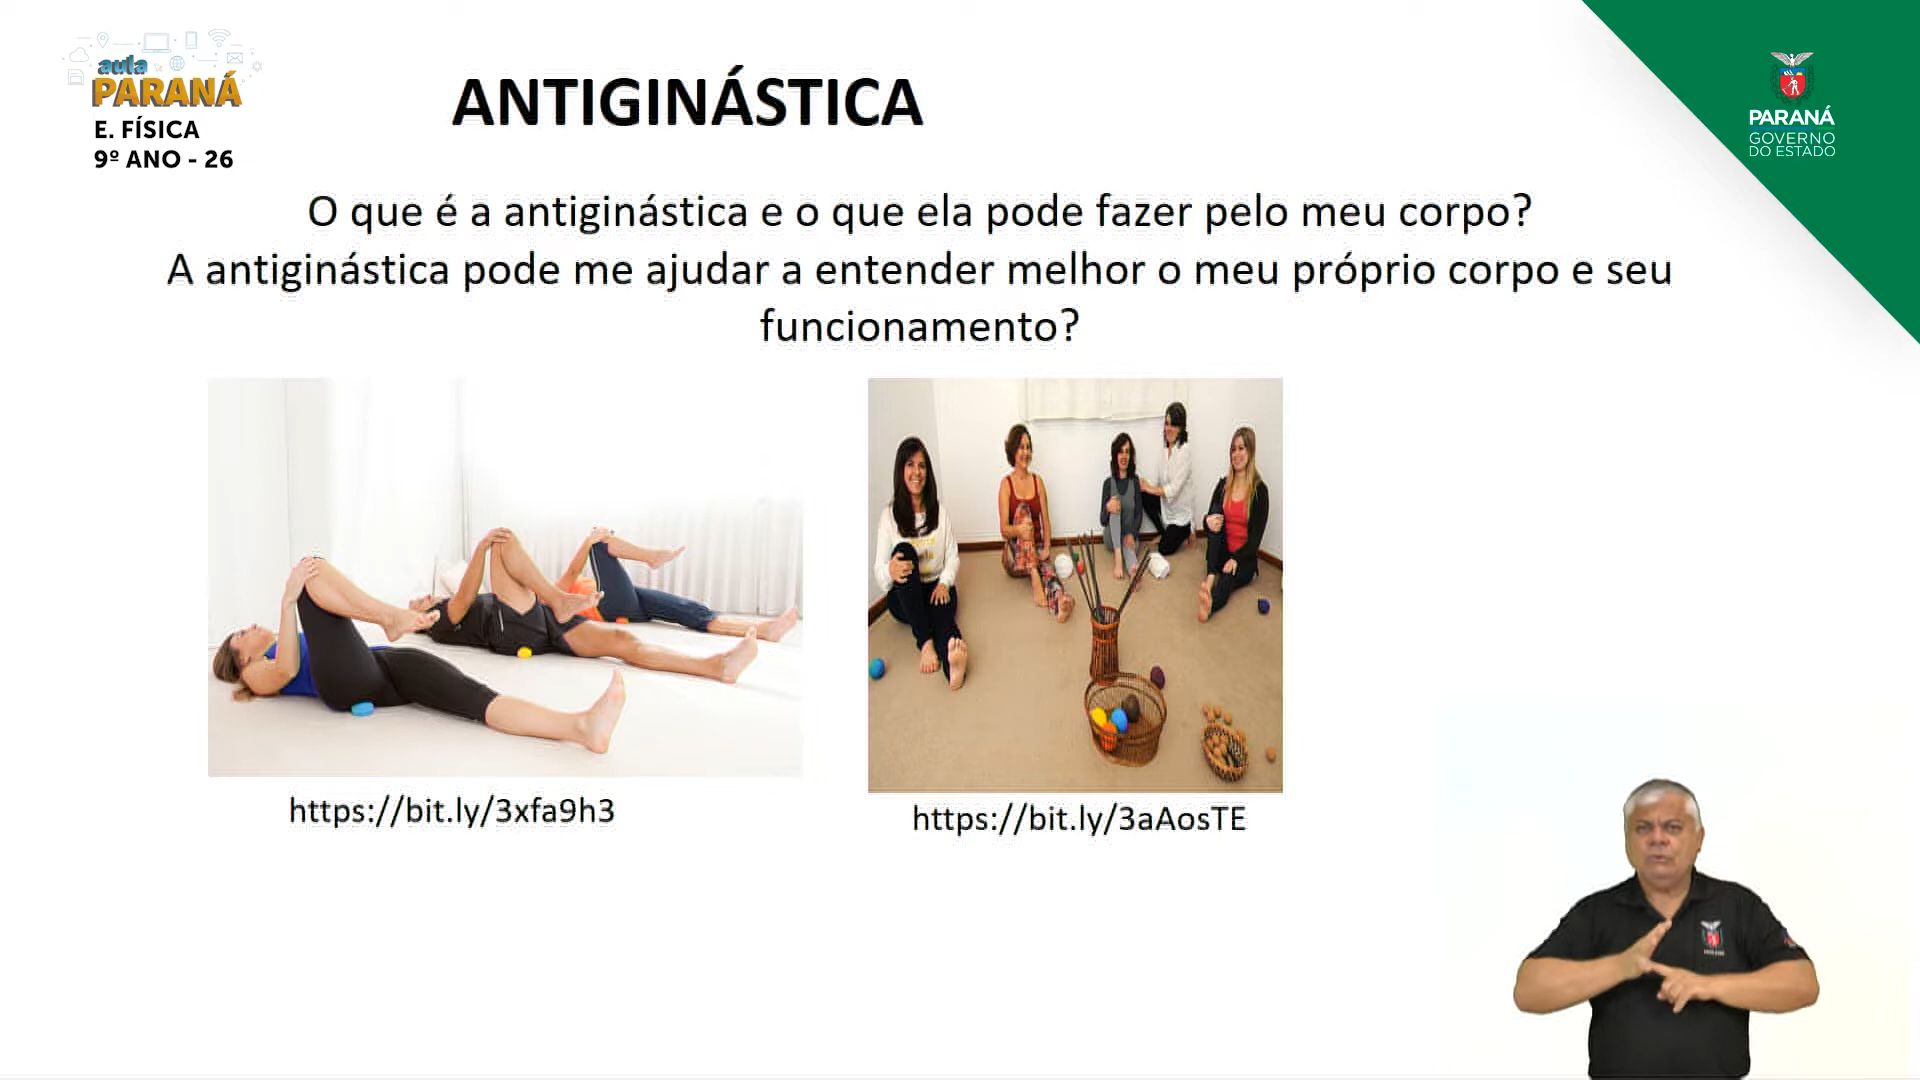 aula
PARANÁ
E. FÍSICA
9º ANO - 26
ANTIGINÁSTICA
PARANÁ
GOVERNO
DO ESTADO
O que é a antiginástica e o que ela pode fazer pelo meu corpo?
A antiginástica pode me ajudar a entender melhor o meu próprio corpo e seu
funcionamento?
https://bit.ly/3xfa9h3
https://bit.ly/3aAosTE